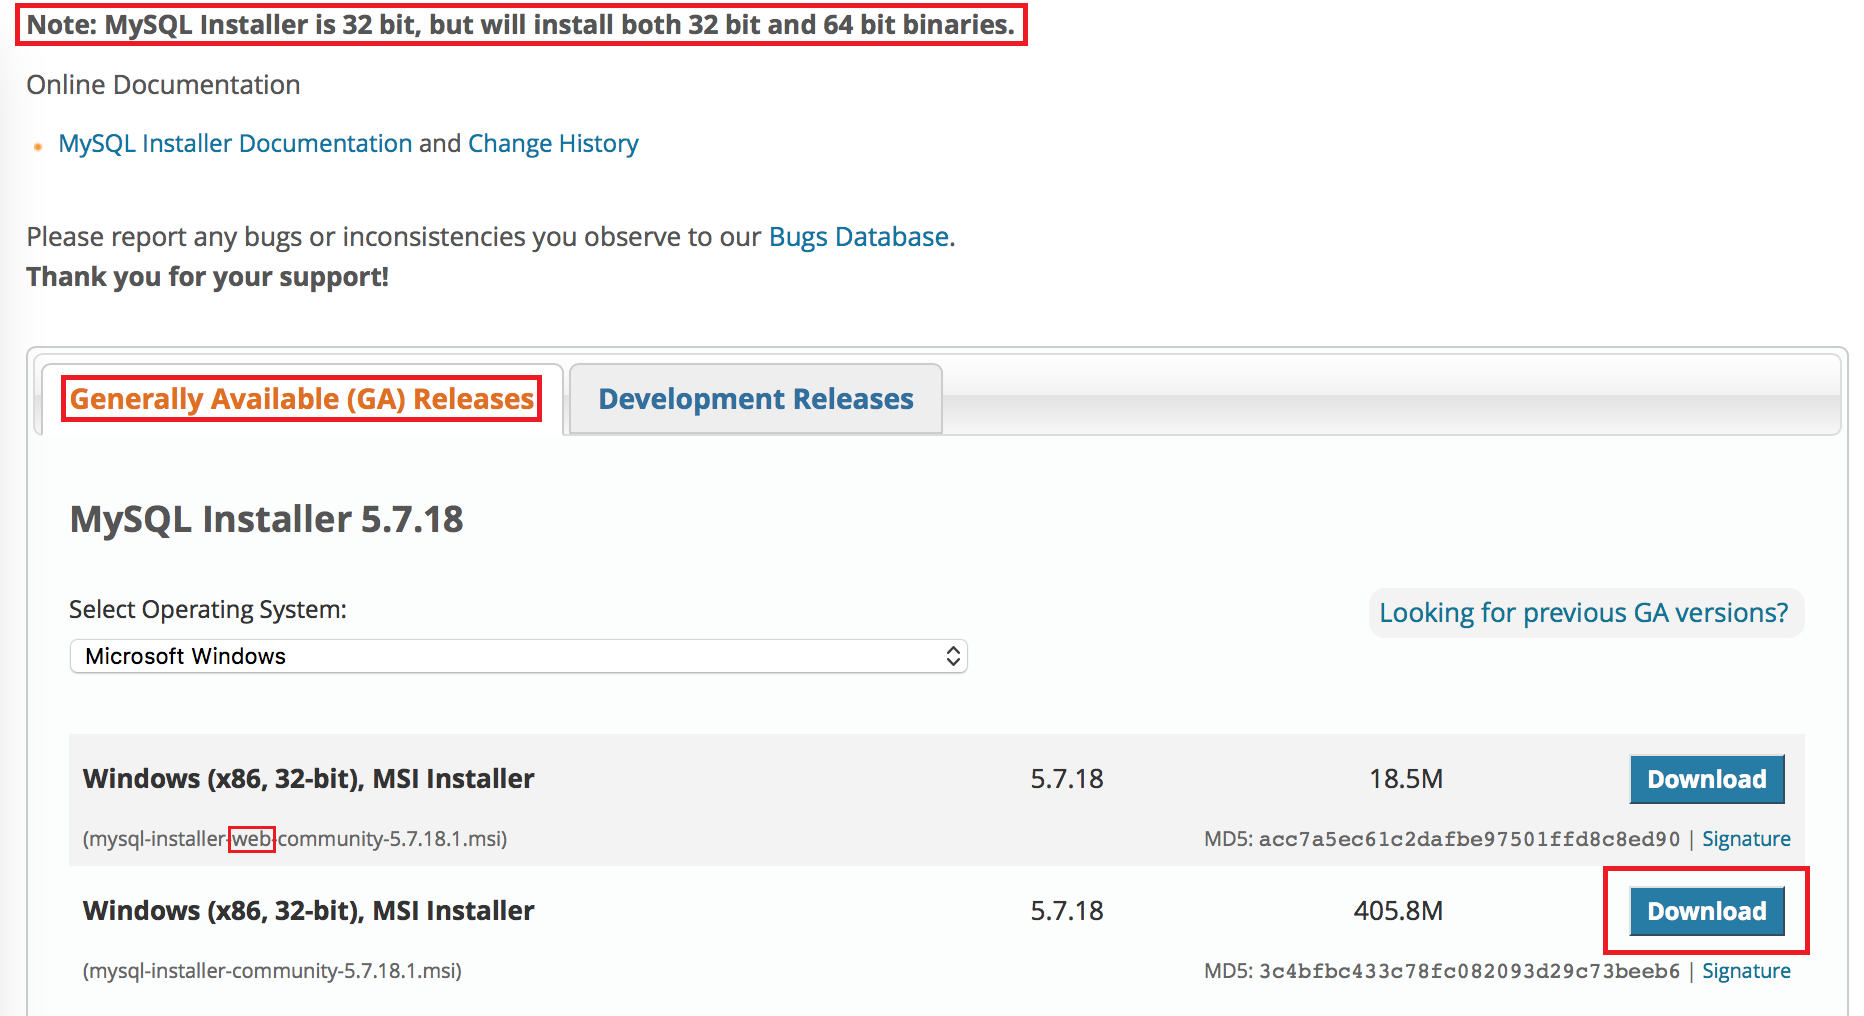 Note: MySQL Installer is 32 bit, but will install both 32 bit and 64 bit binaries.
Online Documentation
MySQL Installer Documentation and Change History
Please report any bugs or inconsistencies you observe to our Bugs Database.
Thank you for your support!
Generally Available (GA) Releases
Development Releases
MySQL Installer 5.7.18
Select Operating System:
Looking for previous GA versions?
Microsoft Windows
Windows (x86, 32-bit), MSI Installer 5.7.18 18.5M Download
(mysql-installer-web-community-5.7.18.1.msi) MD5: acc7a5ec61c2dafbe97501ffd8c8ed90 | Signature
Windows (x86, 32-bit), MSI Installer 5.7.18 405.8M Download
(mysql-installer-community-5.7.18.1.msi) MD5: 3c4bfbc433c78fc082093d29c73beeb6 | Signature